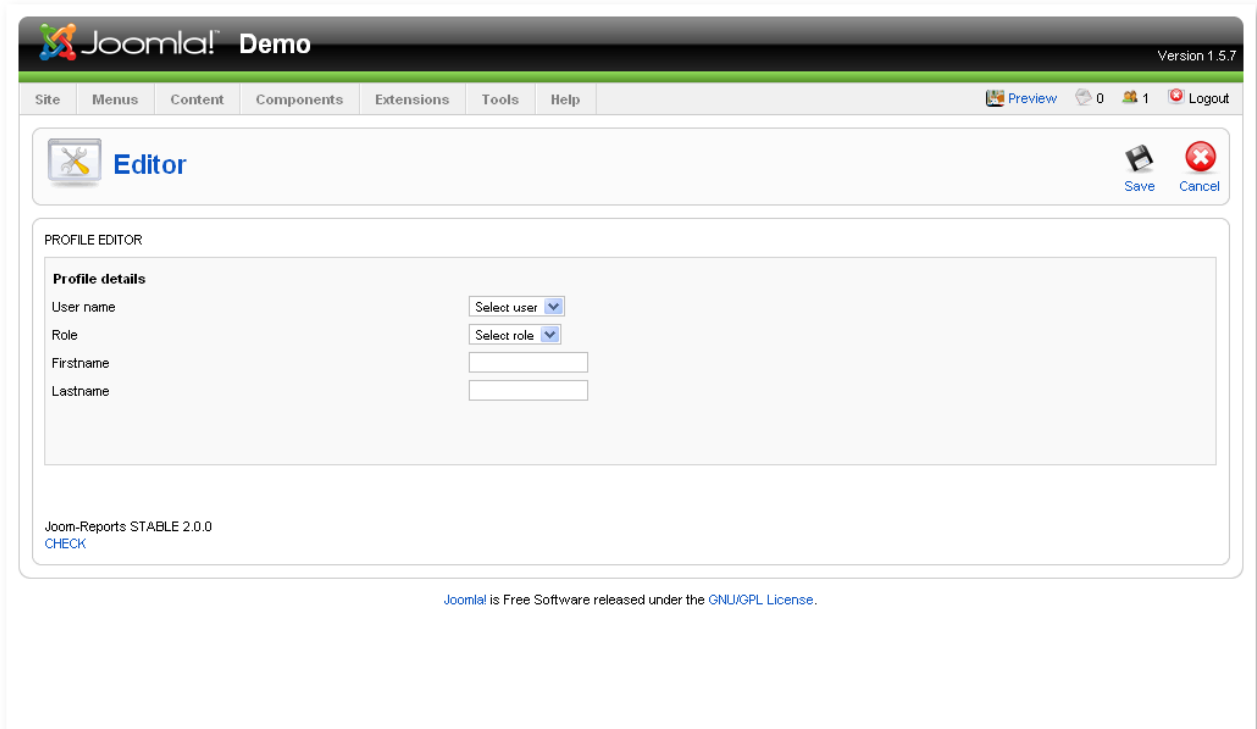 Joomla!™ Demo
Version 1.5.7
Site Menus Content Components Extensions Tools Help Preview 0 1 Logout
Editor
Save Cancel
PROFILE EDITOR
Profile details
User name Select user
Role Select role
Firstname
Lastname
Joom-Reports STABLE 2.0.0
CHECK
Joomla! is Free Software released under the GNU/GPL License.